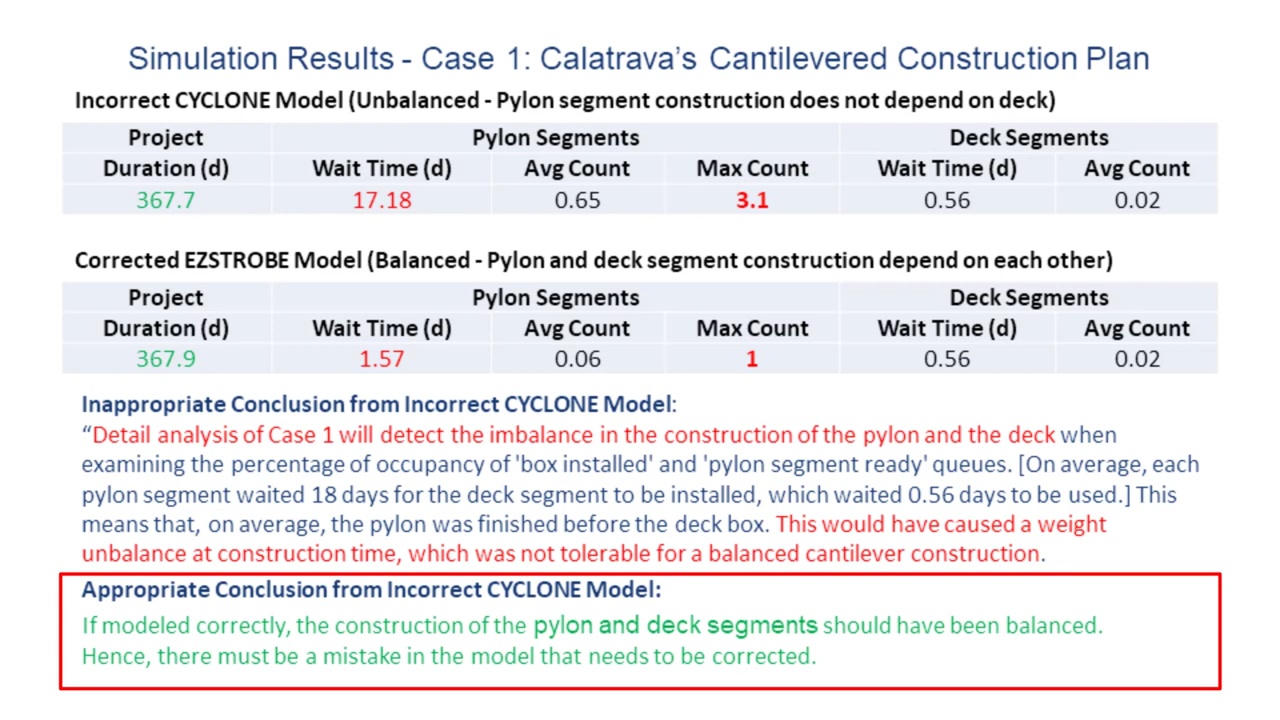 Simulation Results - Case 1: Calatrava's Cantilevered Construction Plan
Incorrect CYCLONE Model (Unbalanced - Pylon segment construction does not depend on deck)
Project Pylon Segments Deck Segments
Duration (d) Wait Time (d) Avg Count Max Count Wait Time (d) Avg Count
367.7 17.18 0.65 3.1 0.56 0.02
Corrected EZSTROBE Model (Balanced - Pylon and deck segment construction depend on each other)
Project Pylon Segments Deck Segments
Duration (d) Wait Time (d) Avg Count Max Count Wait Time (d) Avg Count
367.9 1.57 0.06 1 0.56 0.02
Inappropriate Conclusion from Incorrect CYCLONE Model:
“Detail analysis of Case 1 will detect the imbalance in the construction of the pylon and the deck when
examining the percentage of occupancy of 'box installed' and 'pylon segment ready' queues. [On average, each
pylon segment waited 18 days for the deck segment to be installed, which waited 0.56 days to be used.] This
means that, on average, the pylon was finished before the deck box. This would have caused a weight
unbalance at construction time, which was not tolerable for a balanced cantilever construction.
Appropriate Conclusion from Incorrect CYCLONE Model:
If modeled correctly, the construction of the pylon and deck segments should have been balanced.
Hence, there must be a mistake in the model that needs to be corrected.